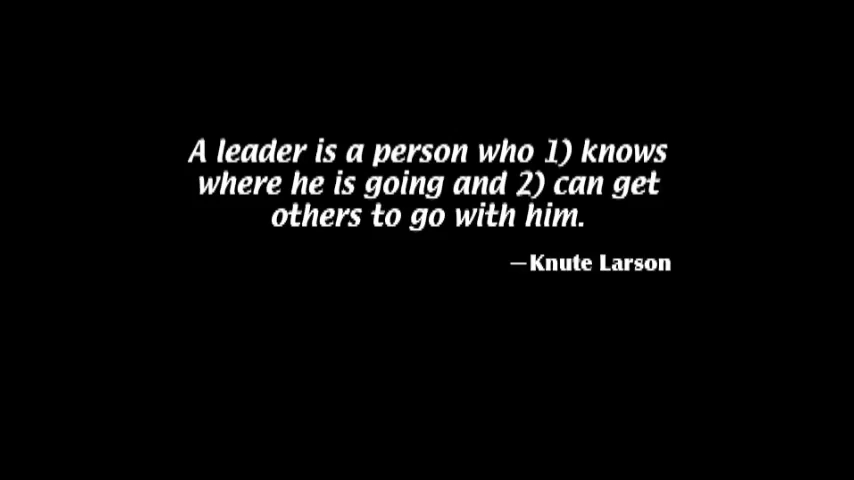 A leader is a person who 1) knows
where he is going and 2) can get
others to go with him.
—Knute Larson